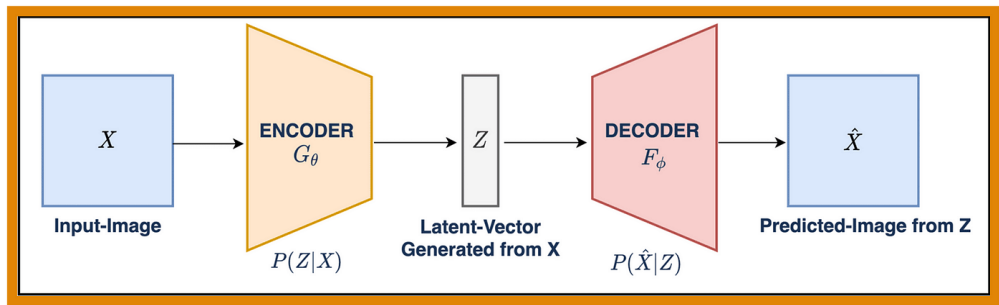 X
Input-Image
ENCODER
G_θ
P(Z|X)
Z
Latent-Vector
Generated from X
DECODER
F_ϕ
P(X̂|Z)
X̂
Predicted-Image from Z